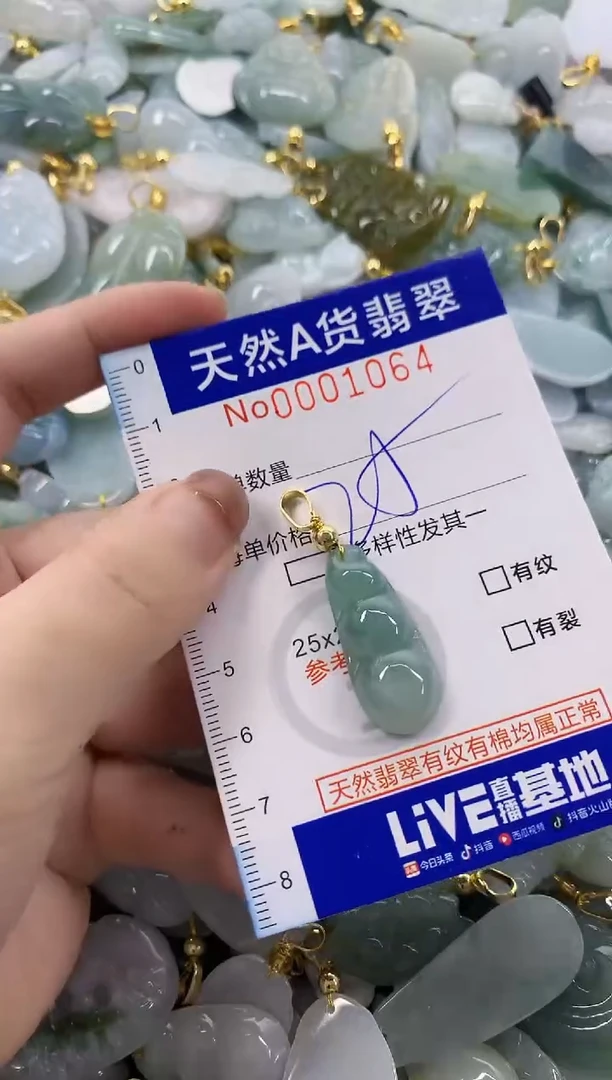 天然A货翡翠
No0001064
0
1
单数量
每单价格
多样性发其一
4
有纹
有裂
25x2
参考
5
6
7
8
天然翡翠有纹有棉均属正常
LiVE直播基地
今日头条 抖音 西瓜视频 抖音火山